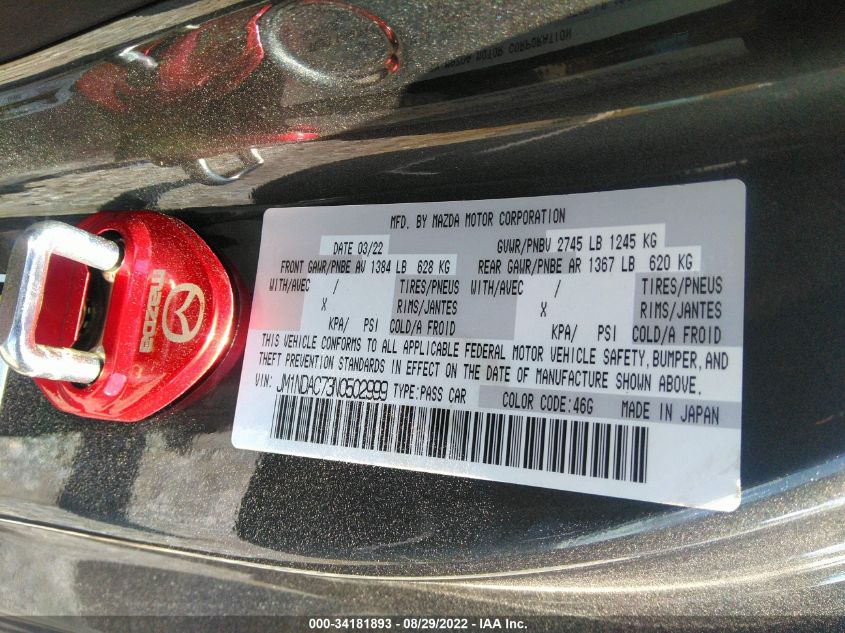 MAZDA MOTOR CORPORATION
MFD. BY MAZDA MOTOR CORPORATION
DATE 03/22
GVWR/PNBV 2745 LB 1245 KG
FRONT GAWR/PNBE AV 1384 LB 628 KG
REAR GAWR/PNBE AR 1367 LB 620 KG
WITH/AVEC / TIRES/PNEUS WITH/AVEC / TIRES/PNEUS
X RIMS/JANTES X RIMS/JANTES
KPA/ PSI COLD/A FROID KPA/ PSI COLD/A FROID
THIS VEHICLE CONFORMS TO ALL APPLICABLE FEDERAL MOTOR VEHICLE SAFETY, BUMPER, AND
THEFT PREVENTION STANDARDS IN EFFECT ON THE DATE OF MANUFACTURE SHOWN ABOVE.
VIN: JM1NDAC73N0502999 TYPE: PASS CAR COLOR CODE: 46G MADE IN JAPAN
mazda
000-34181893 - 08/29/2022 - IAA Inc.